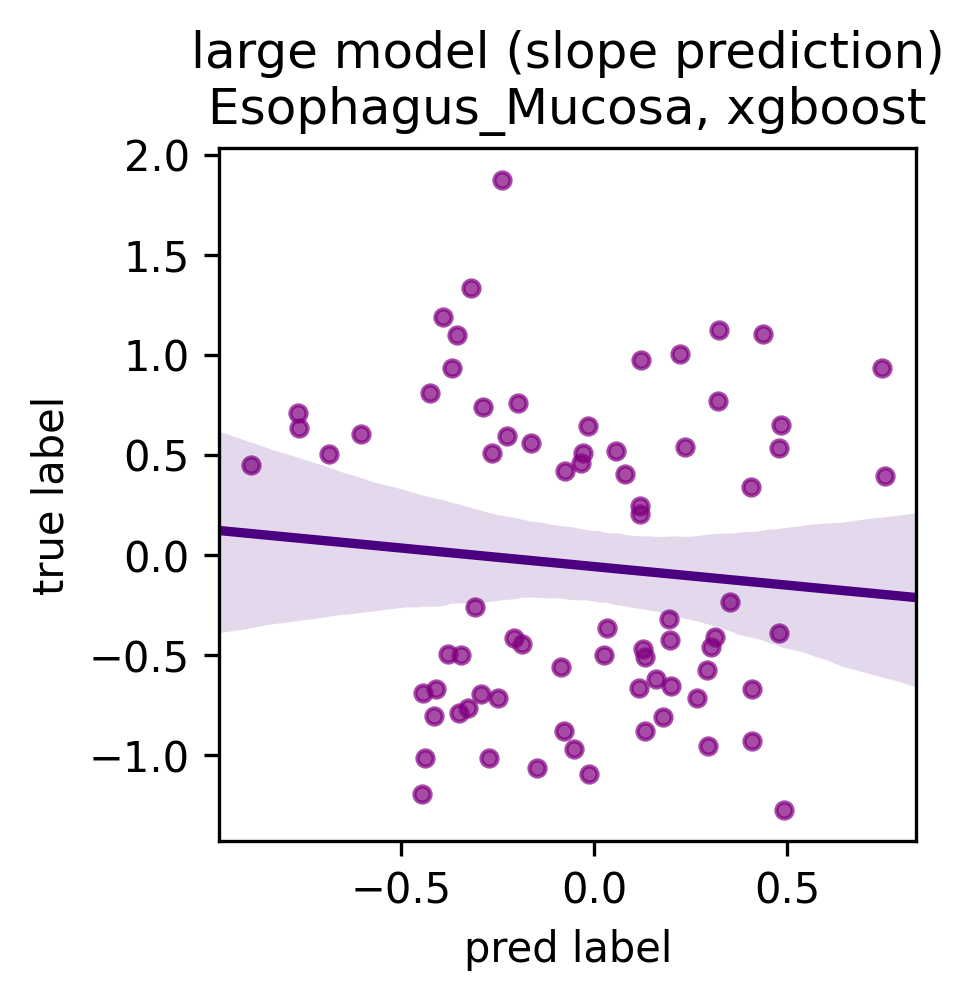 large model (slope prediction)
Esophagus_Mucosa, xgboost
2.0
1.5
1.0
0.5
0.0
−0.5
−1.0
true label
−0.5 0.0 0.5
pred label